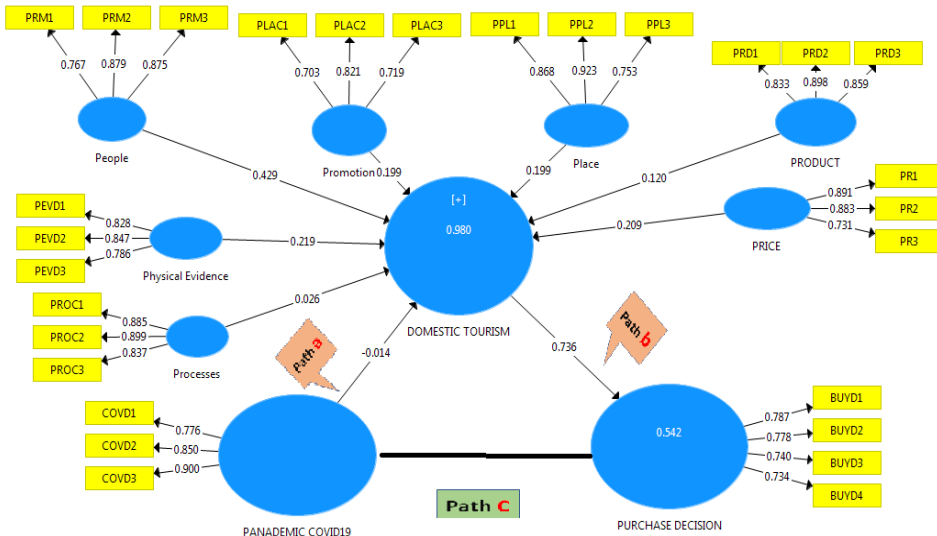 PRM1 PRM2 PRM3
0.767 0.879 0.875
People
PLAC1 PLAC2 PLAC3
0.703 0.821 0.719
Promotion
PPL1 PPL2 PPL3
0.868 0.923 0.753
Place
PRD1 PRD2 PRD3
0.833 0.898 0.859
PRODUCT
0.429
0.199
0.199
0.120
PEVD1
PEVD2
PEVD3
0.828
0.847
0.786
Physical Evidence
0.219
[+]
0.980
DOMESTIC TOURISM
0.209
PRICE
0.891
0.883
0.731
PR1
PR2
PR3
PROC1
PROC2
PROC3
0.885
0.899
0.837
Processes
0.026
Path a
-0.014
0.736
Path b
COVD1
COVD2
COVD3
0.776
0.850
0.900
PANADEMIC COVID19
Path C
0.542
PURCHASE DECISION
0.787
0.778
0.740
0.734
BUYD1
BUYD2
BUYD3
BUYD4